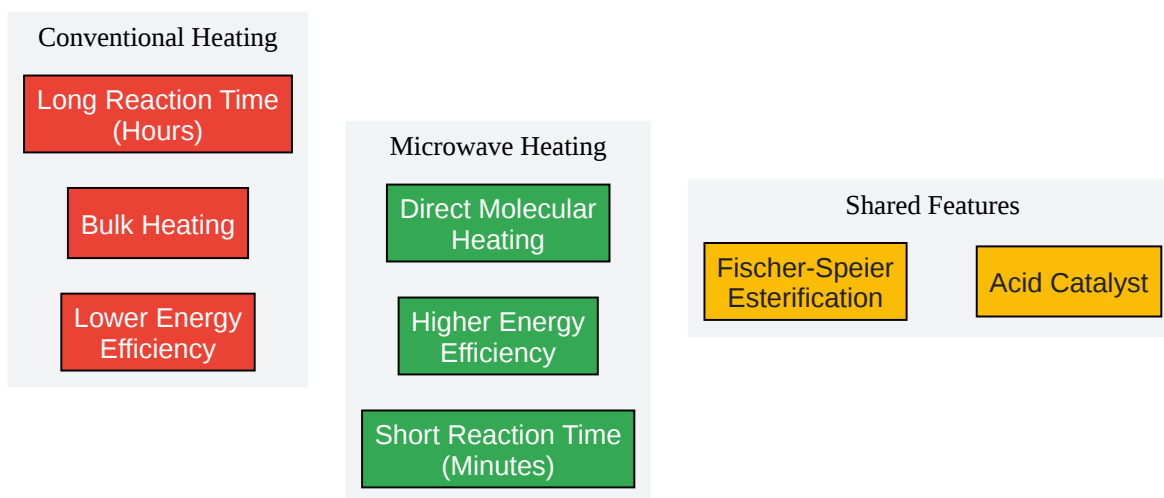 Conventional Heating
Long Reaction Time
(Hours)
Bulk Heating
Lower Energy
Efficiency
Microwave Heating
Direct Molecular
Heating
Higher Energy
Efficiency
Short Reaction Time
(Minutes)
Shared Features
Fischer-Speier
Esterification
Acid Catalyst